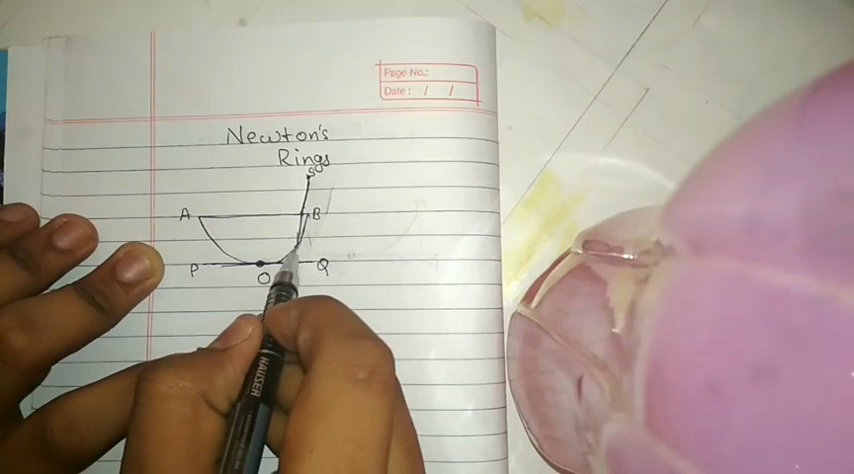 Page No.:
Date: / /
Newton's
Rings
S
A B
P O Q
HAUSER